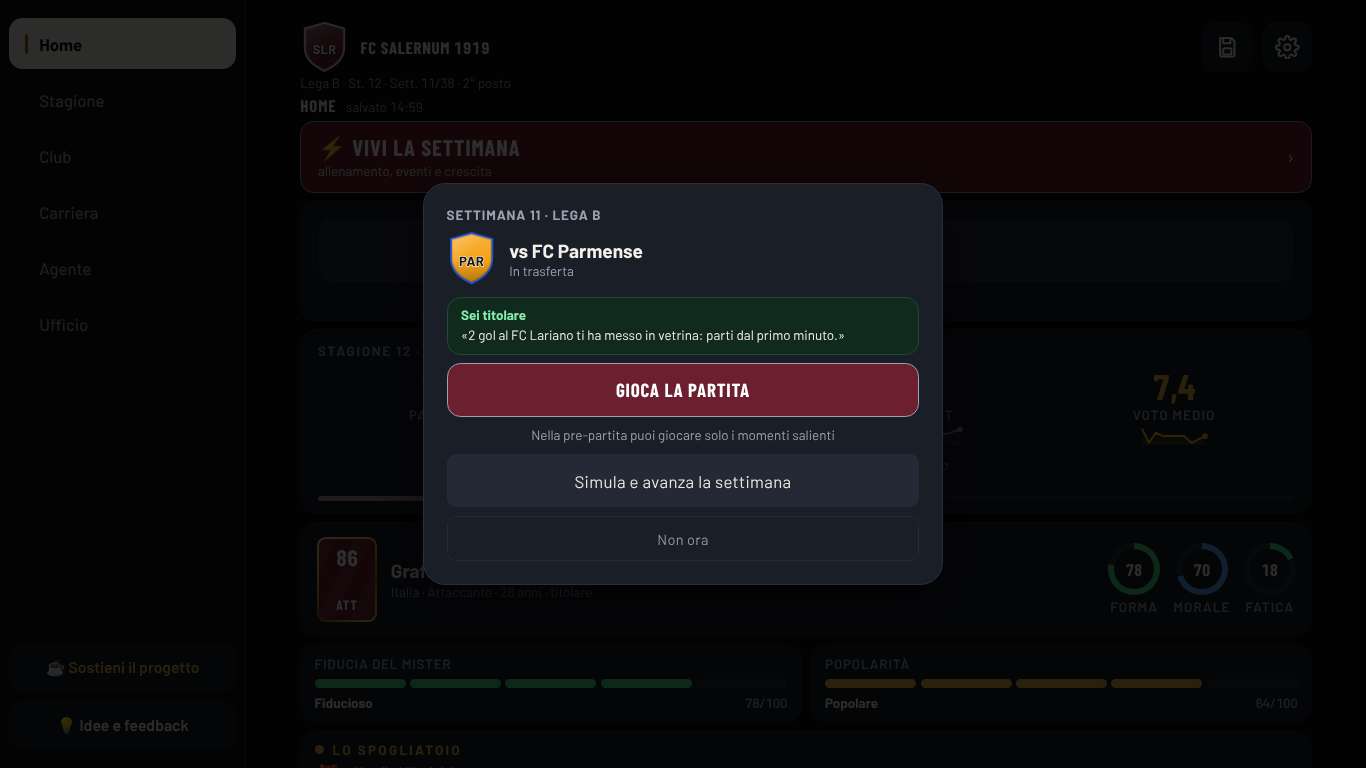 Home
Stagione
Club
Carriera
Agente
Ufficio
☕ Sostieni il progetto
💡 Idee e feedback
SLR
FC SALERNUM 1919
Lega B · St. 12 · Sett. 11/38 · 2° posto
HOME salvato 14:59
⚡ VIVI LA SETTIMANA
allenamento, eventi e crescita
›
SETTIMANA 11 · LEGA B
PAR
vs FC Parmense
In trasferta
Sei titolare
«2 gol al FC Lariano ti ha messo in vetrina: parti dal primo minuto.»
GIOCA LA PARTITA
Nella pre-partita puoi giocare solo i momenti salienti
Simula e avanza la settimana
Non ora
STAGIONE 12
7,4
VOTO MEDIO
86
ATT
Italia · Attaccante · 28 anni · titolare
78
FORMA
70
MORALE
18
FATICA
FIDUCIA DEL MISTER
Fiducioso
78/100
POPOLARITÀ
Popolare
64/100
LO SPOGLIATOIO